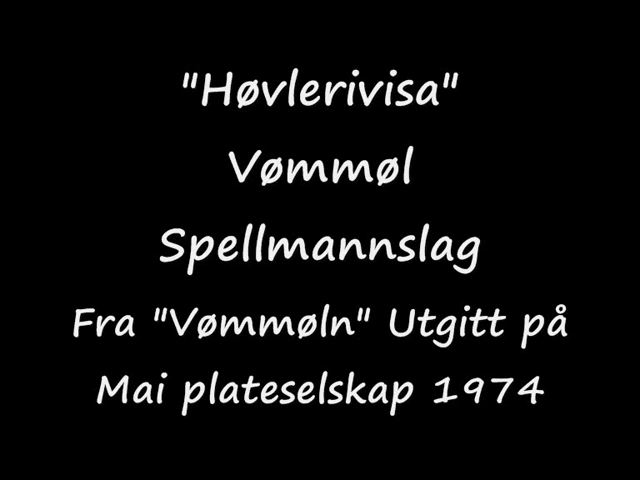 "Høvlerivisa"
Vømmøl
Spellmannslag
Fra "Vømmøln" Utgitt på
Mai plateselskap 1974